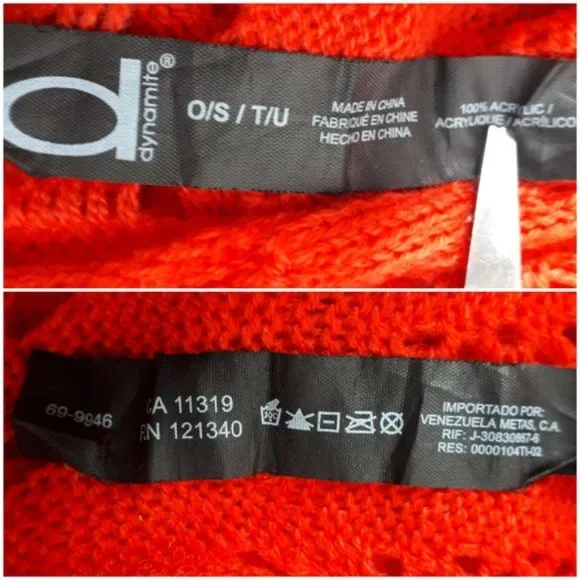 d
dynamite®
O/S / T/U
MADE IN CHINA
FABRIQUÉ EN CHINE
HECHO EN CHINA
100% ACRYLIC /
ACRYLIQUE / ACRÍLICO
69-9946
CA 11319
RN 121340
30C
IMPORTADO POR:
VENEZUELA METAS, C.A.
RIF: J-30830867-6
RES: 0000104TI-02